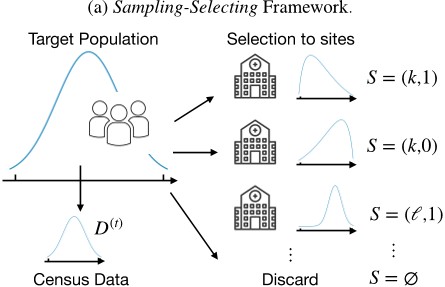 (a) Sampling-Selecting Framework.
Target Population
Selection to sites
S = (k,1)
S = (k,0)
S = (ℓ,1)
D^(t)
⋮
⋮
Census Data
Discard
S = ∅